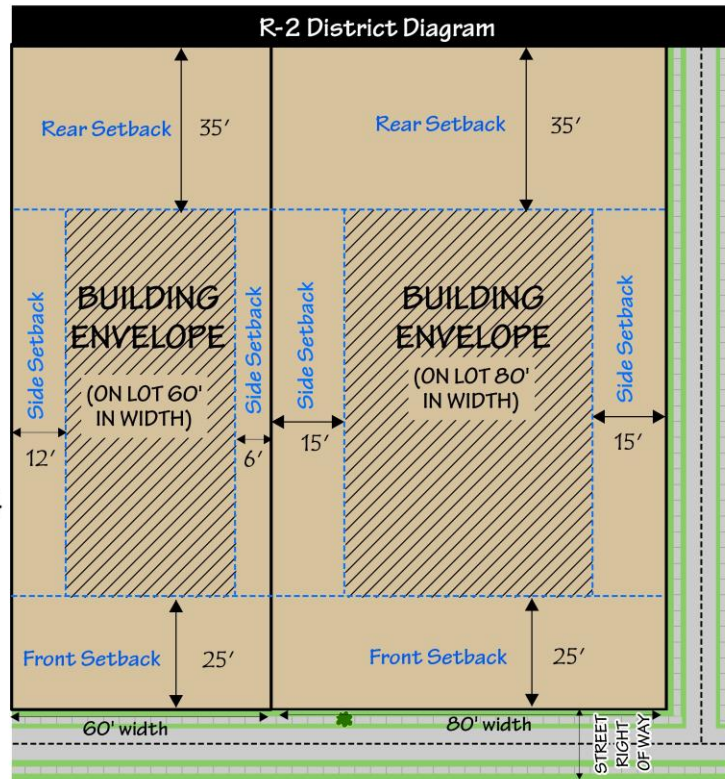 R-2 District Diagram
Rear Setback
35'
Rear Setback
35'
Side Setback
BUILDING
ENVELOPE
(ON LOT 60'
IN WIDTH)
Side Setback
Side Setback
BUILDING
ENVELOPE
(ON LOT 80'
IN WIDTH)
Side Setback
12'
6'
15'
15'
Front Setback
25'
Front Setback
25'
60' width
80' width
STREET
RIGHT
OF WAY